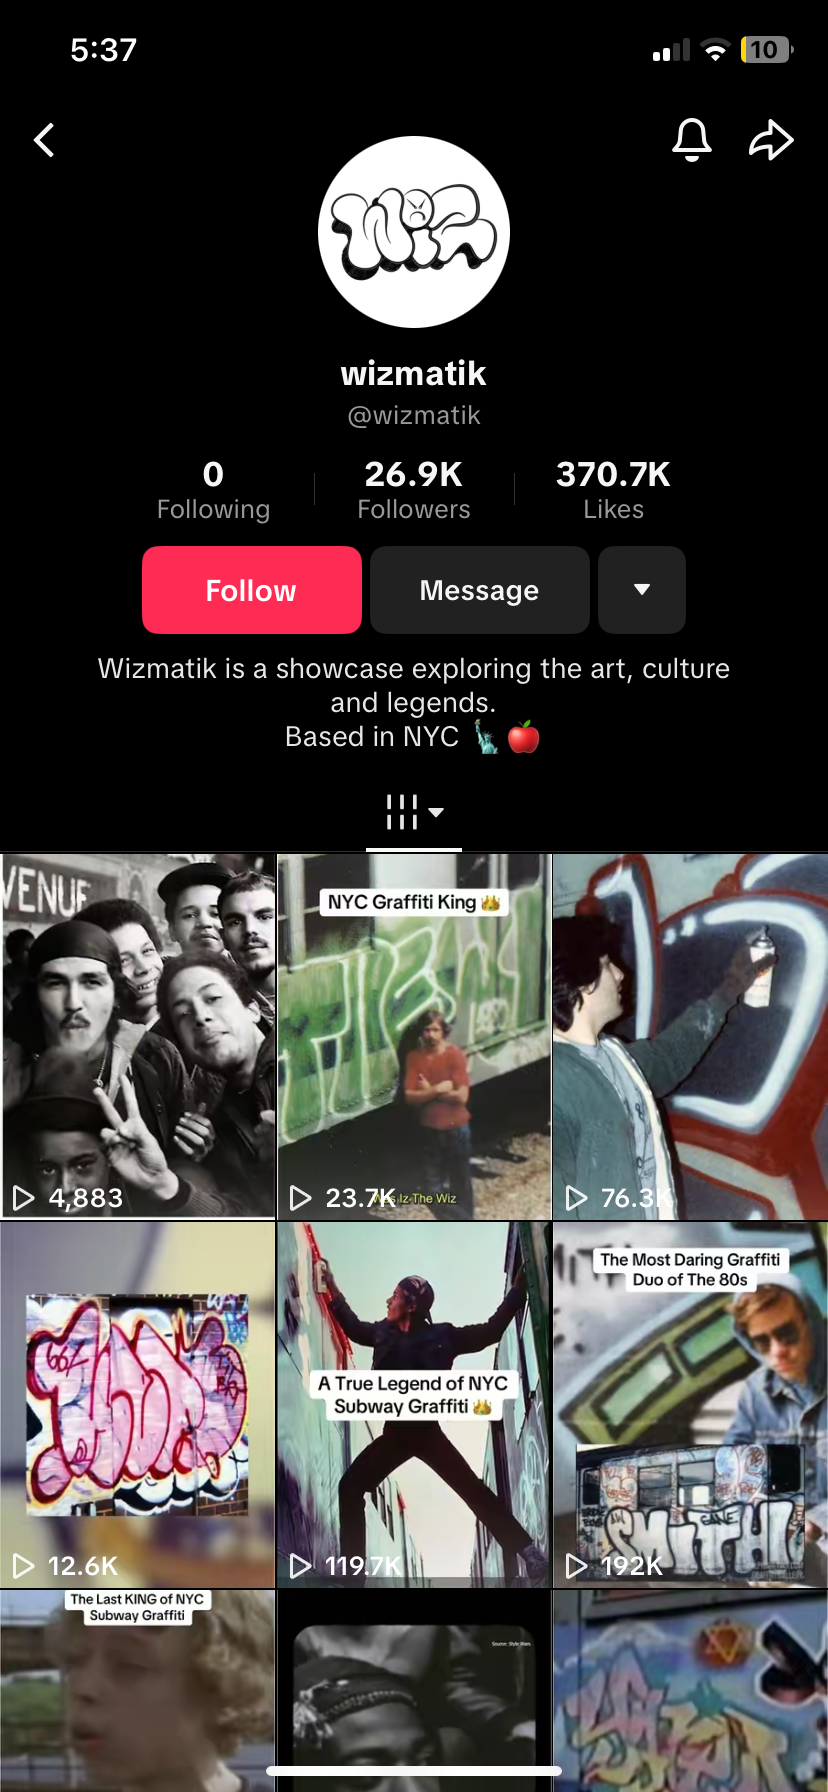 5:37
10
WiZ
wizmatik
@wizmatik
0
Following
26.9K
Followers
370.7K
Likes
Follow
Message
Wizmatik is a showcase exploring the art, culture
and legends.
Based in NYC 🗽🍎
VENUE
4,883
NYC Graffiti King 👑
Was Iz The Wiz
23.7K
76.3K
12.6K
A True Legend of NYC
Subway Graffiti 👑
119.7K
The Most Daring Graffiti
Duo of The 80s
SANE
SMITH
192K
The Last KING of NYC
Subway Graffiti
Source: Style Wars